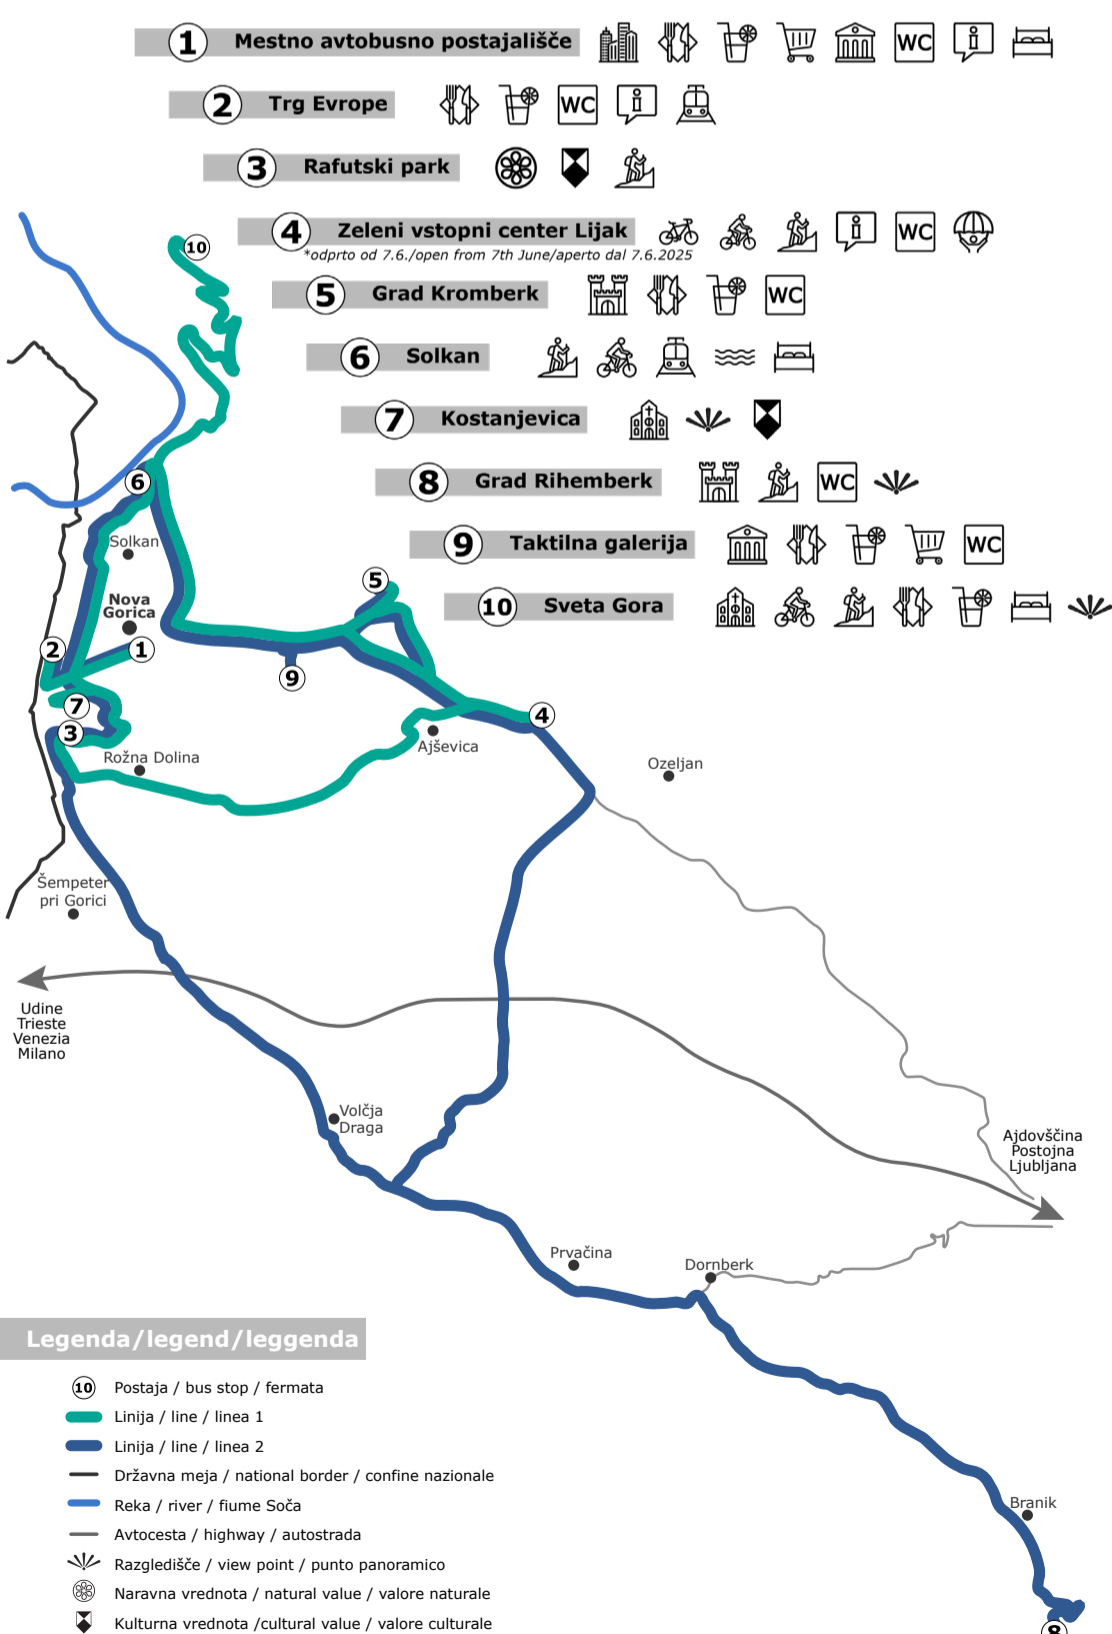 1 Mestno avtobusno postajališče WC i
2 Trg Evrope WC i
3 Rafutski park
4 Zeleni vstopni center Lijak i WC
*odprto od 7.6./open from 7th June/aperto dal 7.6.2025
5 Grad Kromberk WC
6 Solkan
7 Kostanjevica
8 Grad Rihemberk WC
9 Taktilna galerija WC
10 Sveta Gora
10
6
Solkan
Nova
Gorica
5
2
1
9
7
3
4
Rožna Dolina
Ajševica
Ozeljan
Šempeter
pri Gorici
Udine
Trieste
Venezia
Milano
Volčja
Draga
Ajdovščina
Postojna
Ljubljana
Prvačina
Dornberk
Branik
8
Legenda/legend/leggenda
10 Postaja / bus stop / fermata
Linija / line / linea 1
Linija / line / linea 2
Državna meja / national border / confine nazionale
Reka / river / fiume Soča
Avtocesta / highway / autostrada
Razgledišče / view point / punto panoramico
Naravna vrednota / natural value / valore naturale
Kulturna vrednota /cultural value / valore culturale